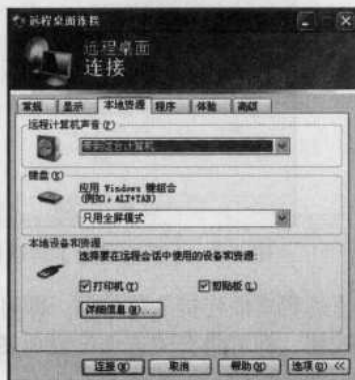 远程桌面连接
远程桌面
连接
常规 显示 本地资源 程序 体验 高级
远程计算机声音(P)
带到这台计算机
键盘(K)
应用 Windows 键组合
(例如, ALT+TAB)
只用全屏模式
本地设备和资源
选择要在远程会话中使用的设备和资源:
打印机(T) 剪贴板(L)
详细信息(M)...
连接(N) 取消 帮助(H) 选项(O) <<